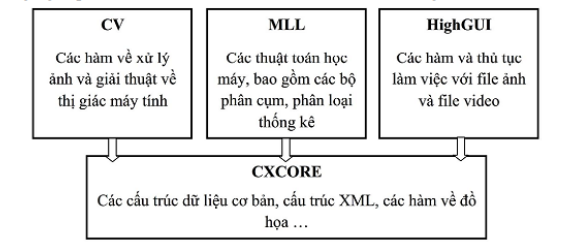 CV
Các hàm về xử lý
ảnh và giải thuật về
thị giác máy tính
MLL
Các thuật toán học
máy, bao gồm các bộ
phân cụm, phân loại
thống kê
HighGUI
Các hàm và thủ tục
làm việc với file ảnh
và file video
CXCORE
Các cấu trúc dữ liệu cơ bản, cấu trúc XML, các hàm về đồ
họa ...